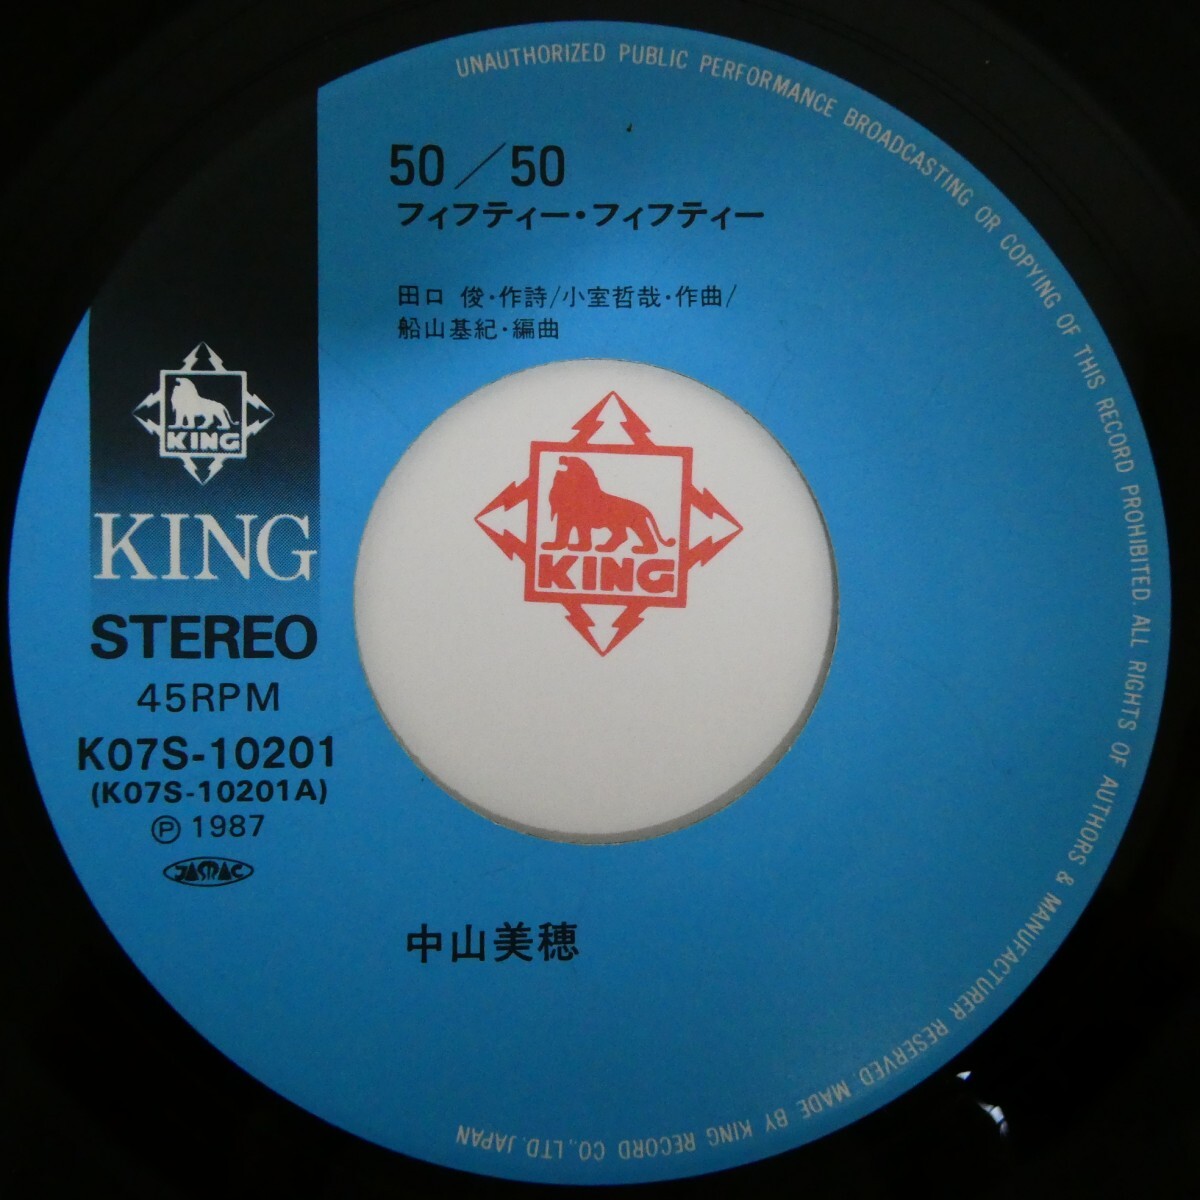 UNAUTHORIZED PUBLIC PERFORMANCE BROADCASTING OR COPYING OF THIS RECORD PROHIBITED. ALL RIGHTS OF AUTHORS & MANUFACTURER RESERVED. MADE BY KING RECORD CO., LTD. JAPAN
50／50
フィフティー・フィフティー
田口 俊・作詩/小室哲哉・作曲/
船山基紀・編曲
KING
KING
KING
STEREO
45RPM
K07S-10201
(K07S-10201A)
Ⓟ 1987
JASRAC
中山美穂